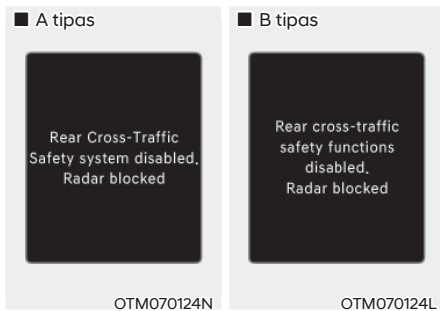 ■ A tipas
Rear Cross-Traffic
Safety system disabled.
Radar blocked
OTM070124N
■ B tipas
Rear cross-traffic
safety functions
disabled.
Radar blocked
OTM070124L